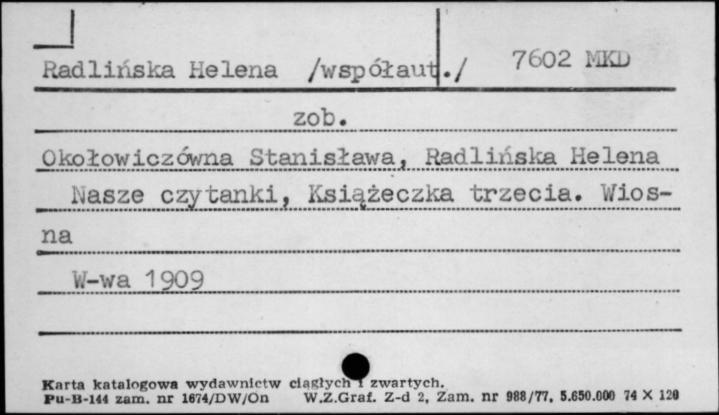 Radlińska Helena /współaut./ 7602 MKD
zob.
Okołowiczówna Stanisława, Radlińska Helena
Nasze czytanki, Książeczka trzecia. Wios-
na
W-wa 1909
Karta katalogowa wydawnictw ciągłych i zwartych.
Pu-B-144 zam. nr 1674/DW/On W.Z.Graf. Z-d 2, Zam. nr 988/77, 5.650.000 74 X 120